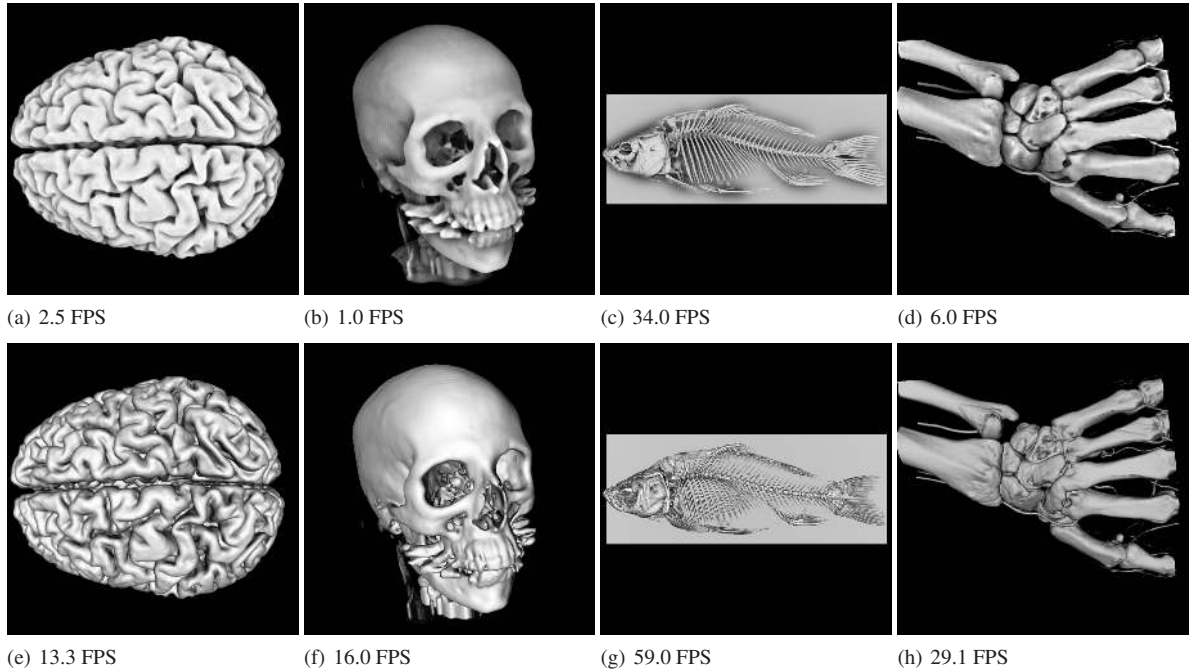 (a) 2.5 FPS
(b) 1.0 FPS
(c) 34.0 FPS
(d) 6.0 FPS
(e) 13.3 FPS
(f) 16.0 FPS
(g) 59.0 FPS
(h) 29.1 FPS